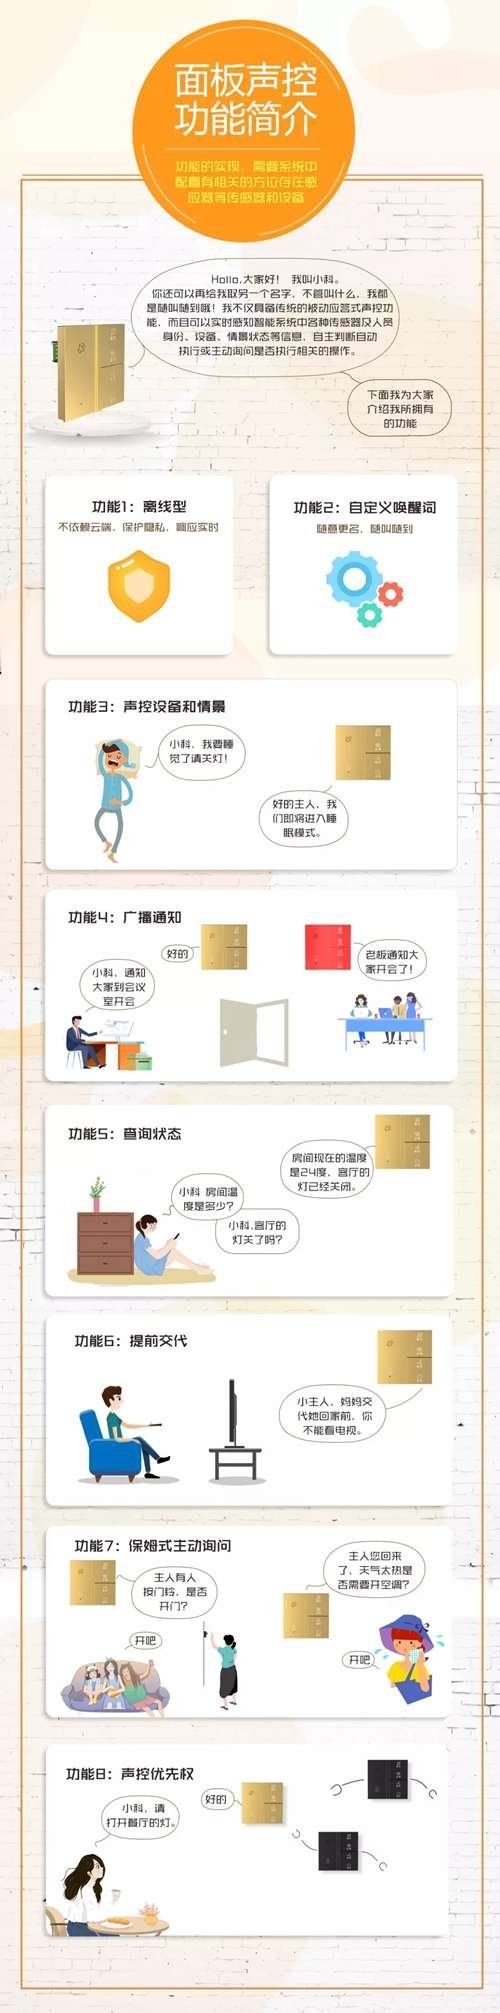 面板声控
功能简介
功能的实现，需要系统中
配置有相关的方位存在感
应器等传感器和设备
Hello,大家好！ 我叫小科。
你还可以再给我取另一个名字，不管叫什么，我都
是随叫随到哦！我不仅具备传统的被动应答式声控功
能，而且可以实时感知智能系统中各种传感器及人员
身份、设备、情景状态等信息，自主判断自动
执行或主动询问是否执行相关的操作。
下面我为大家
介绍我所拥有
的功能
功能1：离线型
不依赖云端，保护隐私，响应实时
功能2：自定义唤醒词
随意更名，随叫随到
功能3：声控设备和情景
小科，我要睡
觉了请关灯！
好的主人，我
们即将进入睡
眠模式。
功能4：广播通知
好的
小科，通知
大家到会议
室开会
老板通知大
家开会了！
功能5：查询状态
房间现在的温度
是24度，客厅的
灯已经关闭。
小科 房间温
度是多少？
小科,客厅的
灯关了吗？
功能6：提前交代
小主人，妈妈交
代她回家前，你
不能看电视。
功能7：保姆式主动询问
主人有人
按门铃，是否
开门？
主人您回来
了，天气太热是
否需要开空调？
开吧
开吧
功能8：声控优先权
好的
小科，请
打开餐厅的灯。